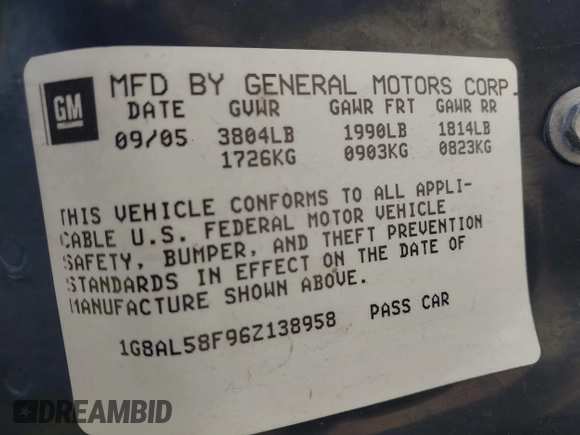 GM
MFD BY GENERAL MOTORS CORP.
DATE GVWR GAWR FRT GAWR RR
09/05 3804LB 1990LB 1814LB
1726KG 0903KG 0823KG
THIS VEHICLE CONFORMS TO ALL APPLI-
CABLE U.S. FEDERAL MOTOR VEHICLE
SAFETY, BUMPER, AND THEFT PREVENTION
STANDARDS IN EFFECT ON THE DATE OF
MANUFACTURE SHOWN ABOVE.
1G8AL58F96Z138958 PASS CAR
DREAMBID